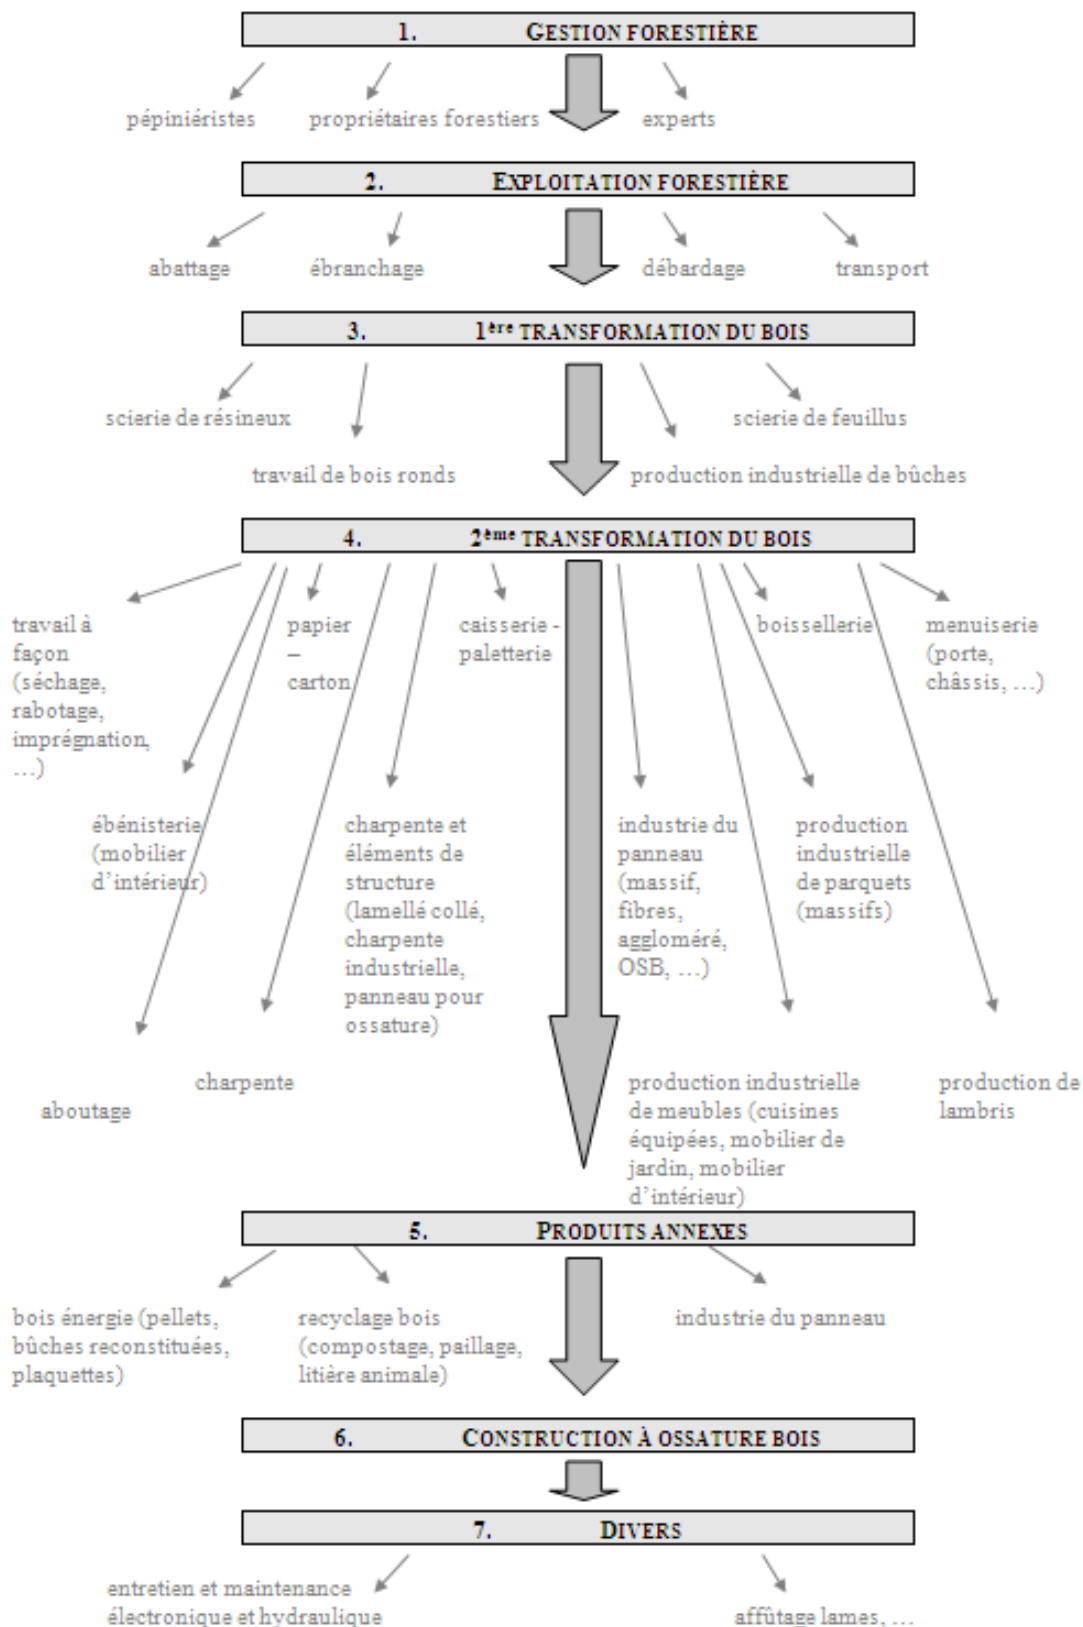 1. GESTION FORESTIÈRE
pépiniéristes
propriétaires forestiers
experts
2. EXPLOITATION FORESTIÈRE
abattage
ébranchage
débardage
transport
3. 1ère TRANSFORMATION DU BOIS
scierie de résineux
scierie de feuillus
travail de bois ronds
production industrielle de bûches
4. 2ème TRANSFORMATION DU BOIS
travail à
façon
(séchage,
rabotage,
imprégnation,
…)
papier
–
carton
caisserie -
paletterie
boissellerie
menuiserie
(porte,
châssis, …)
ébénisterie
(mobilier
d’intérieur)
charpente et
éléments de
structure
(lamellé collé,
charpente
industrielle,
panneau pour
ossature)
industrie du
panneau
(massif,
fibres,
aggloméré,
OSB, …)
production
industrielle
de parquets
(massifs)
aboutage
charpente
production industrielle
de meubles (cuisines
équipées, mobilier de
jardin, mobilier
d’intérieur)
production de
lambris
5. PRODUITS ANNEXES
bois énergie (pellets,
bûches reconstituées,
plaquettes)
recyclage bois
(compostage, paillage,
litière animale)
industrie du panneau
6. CONSTRUCTION À OSSATURE BOIS
7. DIVERS
entretien et maintenance
électronique et hydraulique
affûtage lames, …